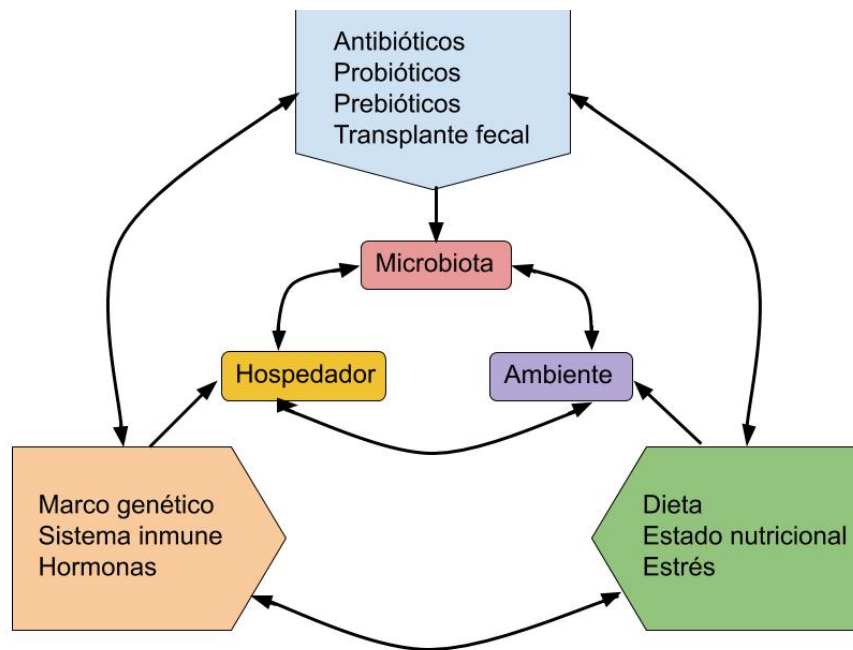 Antibióticos
Probióticos
Prebióticos
Transplante fecal
Microbiota
Hospedador
Ambiente
Marco genético
Sistema inmune
Hormonas
Dieta
Estado nutricional
Estrés